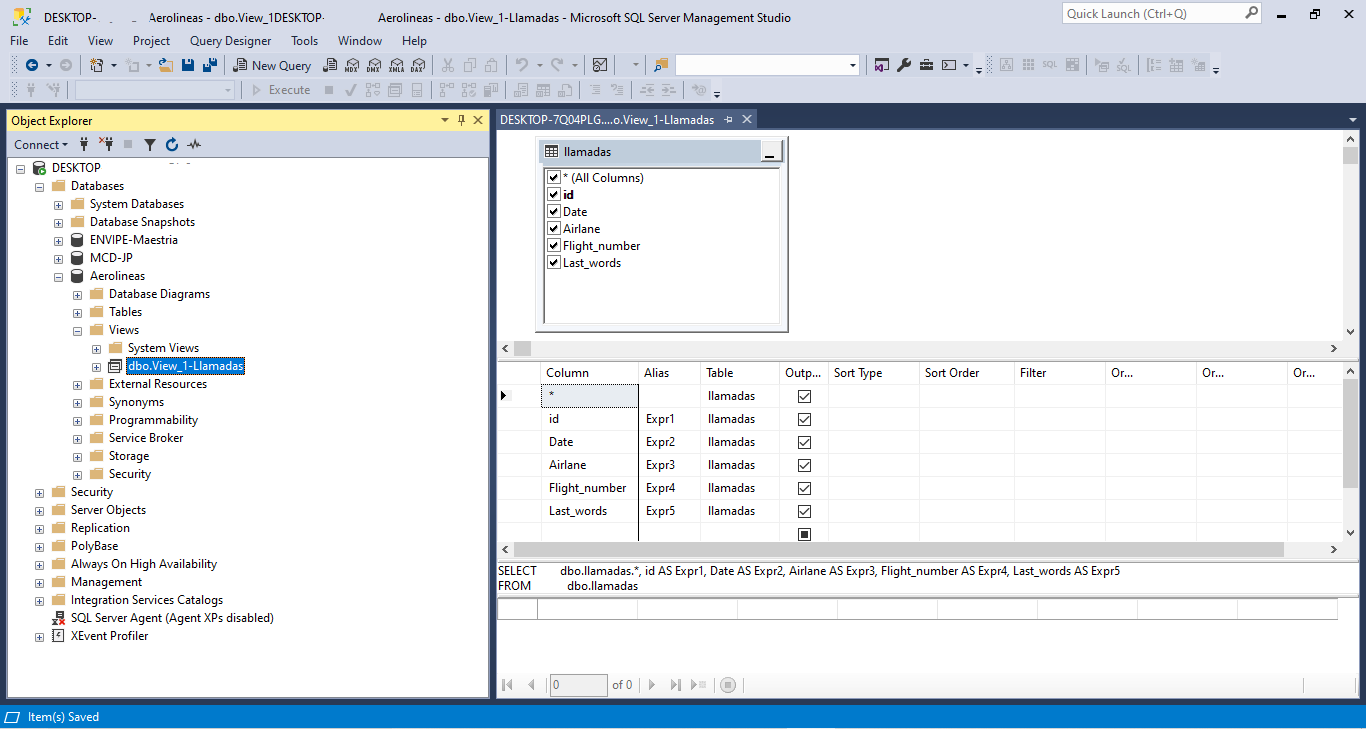 DESKTOP- Aerolineas - dbo.View_1DESKTOP- Aerolineas - dbo.View_1-Llamadas - Microsoft SQL Server Management Studio
Quick Launch (Ctrl+Q)
File Edit View Project Query Designer Tools Window Help
New Query MDX DMX XMLA DAX SQL
Execute
Object Explorer
Connect
DESKTOP
Databases
System Databases
Database Snapshots
ENVIPE-Maestria
MCD-JP
Aerolineas
Database Diagrams
Tables
Views
System Views
dbo.View_1-Llamadas
External Resources
Synonyms
Programmability
Service Broker
Storage
Security
Security
Server Objects
Replication
PolyBase
Always On High Availability
Management
Integration Services Catalogs
SQL Server Agent (Agent XPs disabled)
XEvent Profiler
DESKTOP-7Q04PLG....o.View_1-Llamadas
llamadas
* (All Columns)
id
Date
Airlane
Flight_number
Last_words
Column Alias Table Outp... Sort Type Sort Order Filter Or... Or... Or...
* llamadas
id Expr1 llamadas
Date Expr2 llamadas
Airlane Expr3 llamadas
Flight_number Expr4 llamadas
Last_words Expr5 llamadas
SELECT dbo.llamadas.*, id AS Expr1, Date AS Expr2, Airlane AS Expr3, Flight_number AS Expr4, Last_words AS Expr5
FROM dbo.llamadas
0 of 0
Item(s) Saved